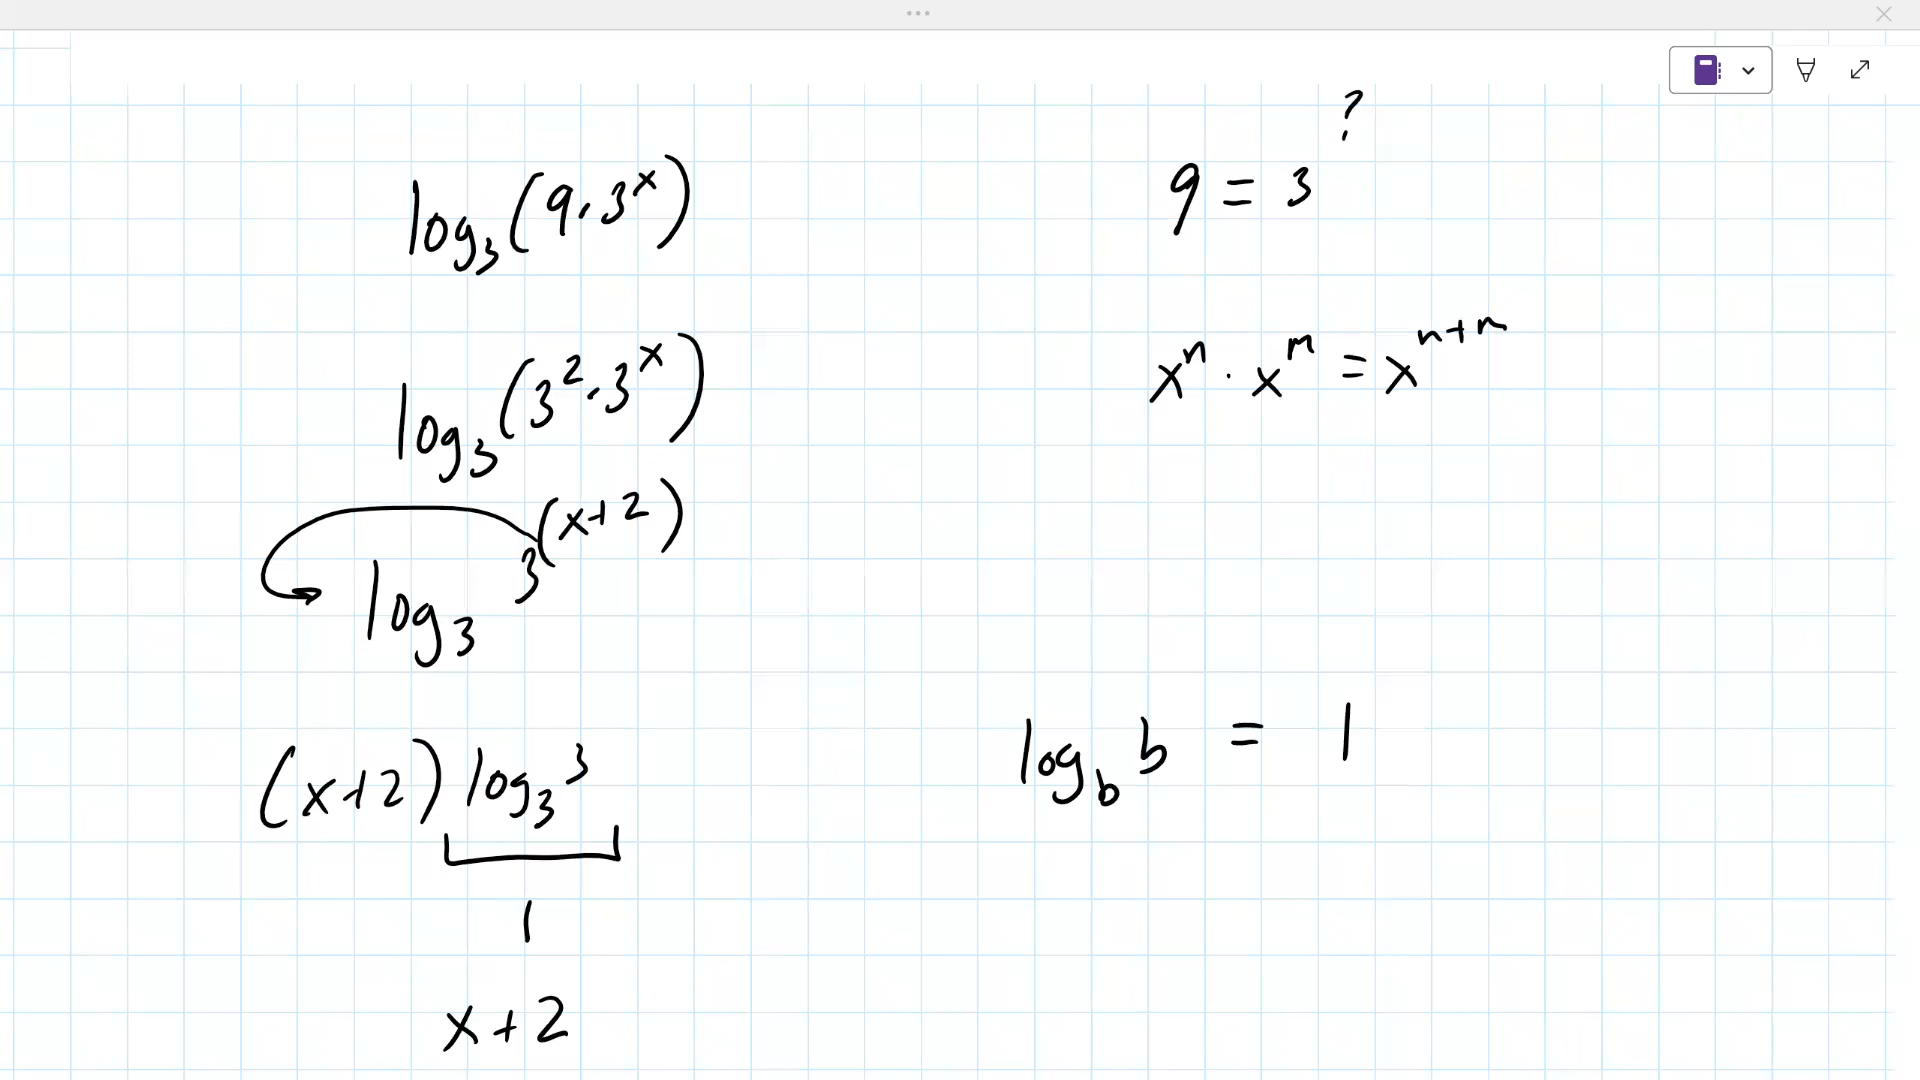 log₃(9·3ˣ)
log₃(3²·3ˣ)
log₃ 3⁽ˣ⁺²⁾
(x+2) log₃ 3
1
x+2
9 = 3^?
xⁿ · xᵐ = xⁿ⁺ᵐ
log_b b = 1